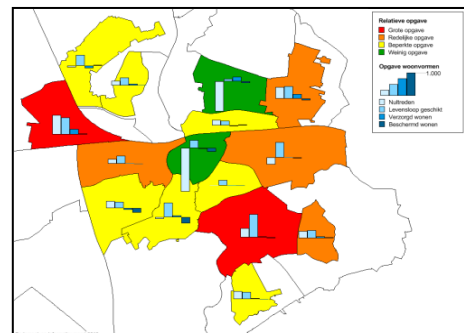 Relatieve opgave
Grote opgave
Redelijke opgave
Beperkte opgave
Weinig opgave
Opgave woonvormen
1.000
Nultreden
Levensloop geschikt
Verzorgd wonen
Beschermd wonen